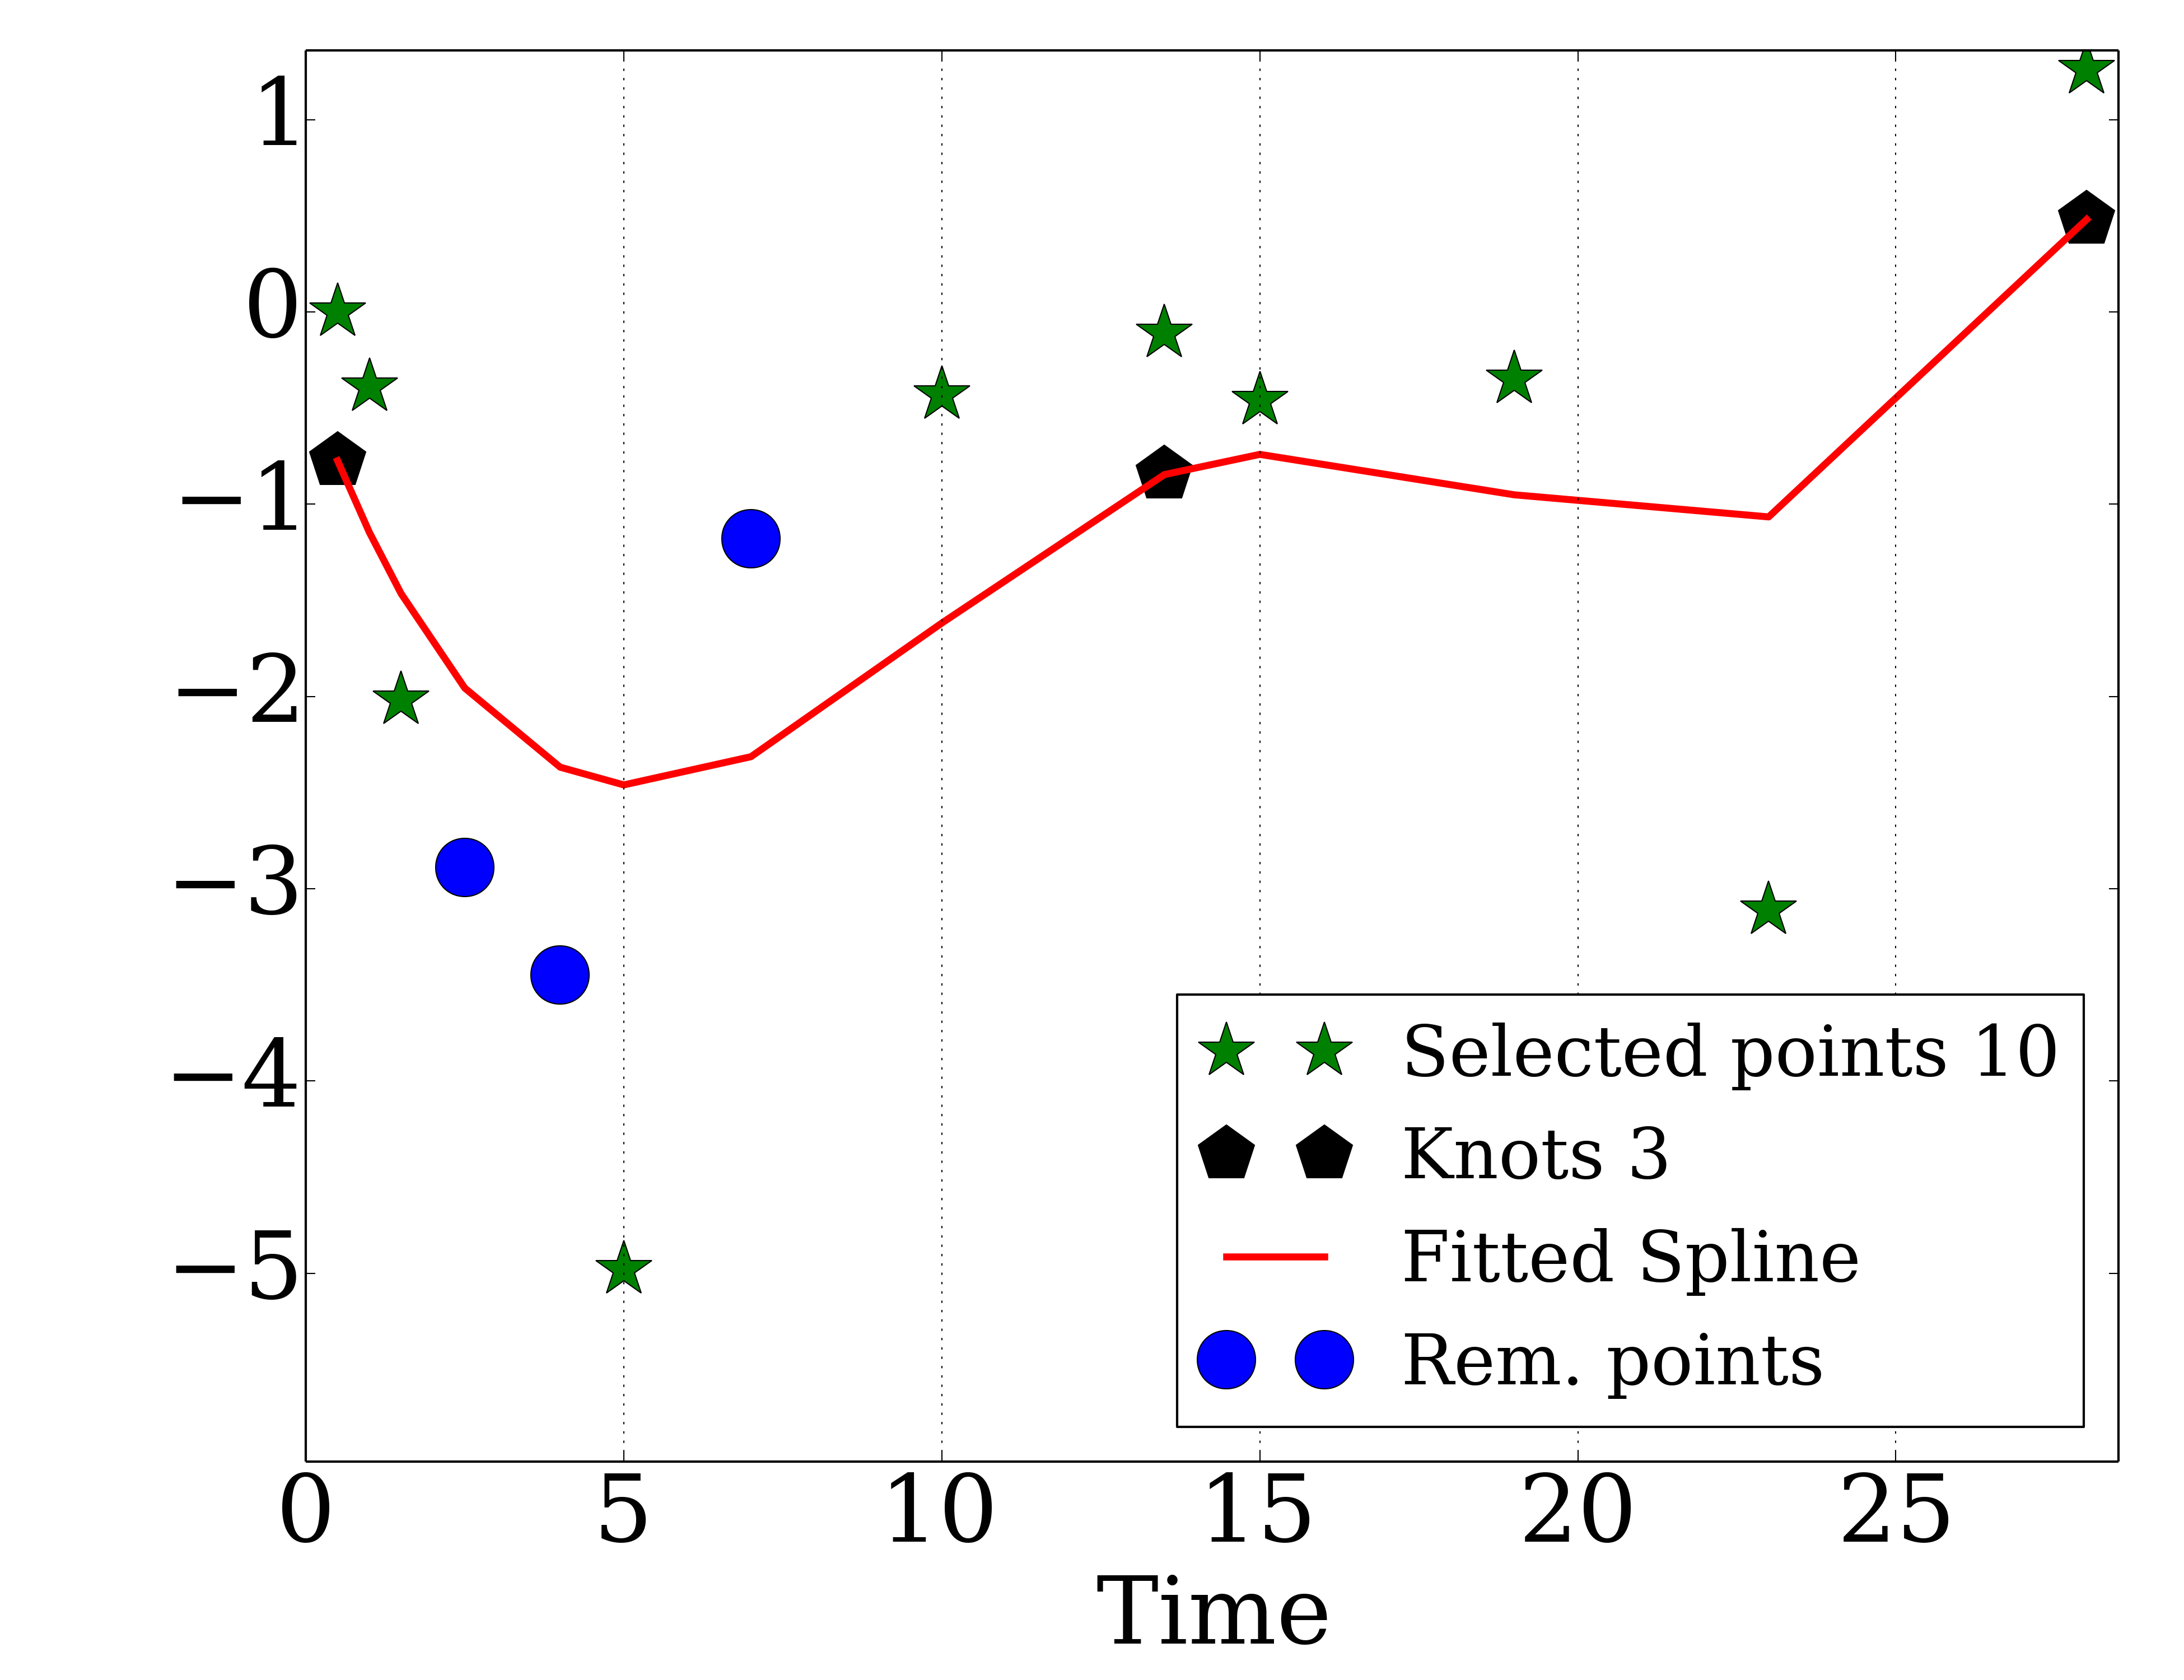 1
0
−1
−2
−3
−4
−5
Selected points 10
Knots 3
Fitted Spline
Rem. points
0 5 10 15 20 25
Time